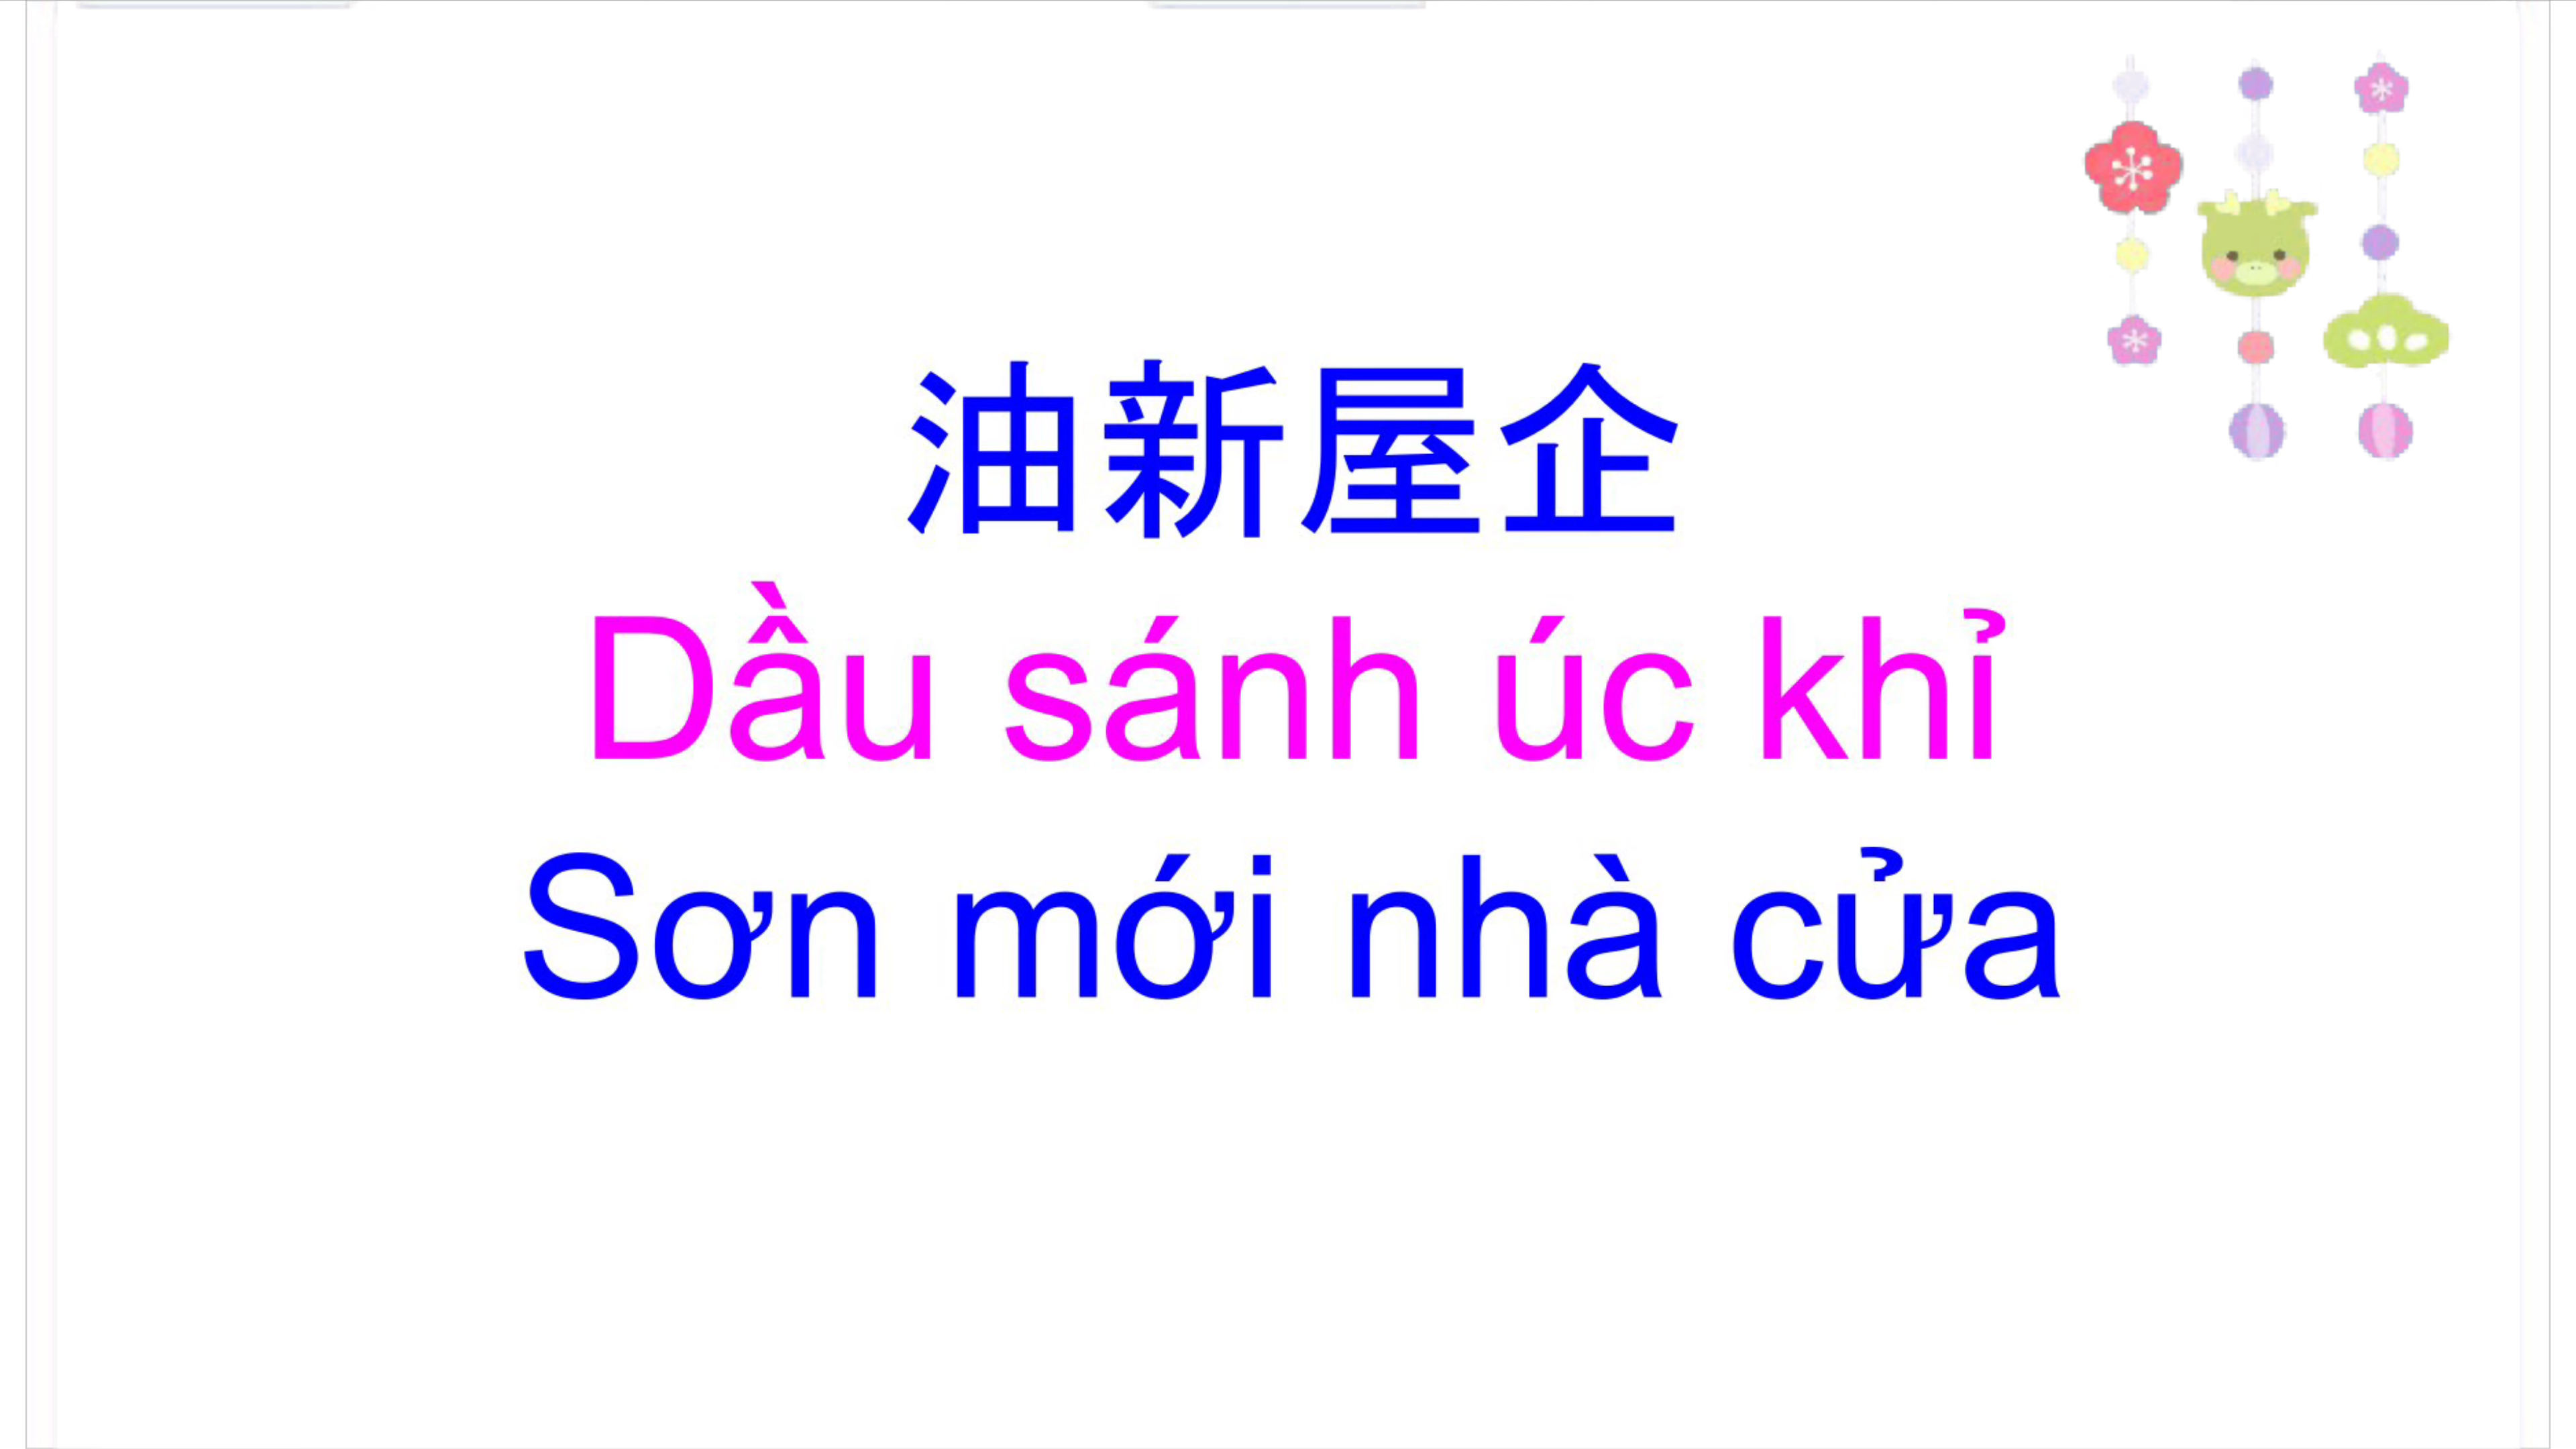 油新屋企
Dầu sánh úc khỉ
Sơn mới nhà cửa